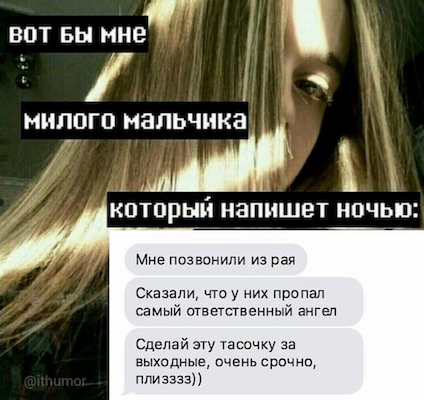 вот бы мне
милого мальчика
который напишет ночью:
Мне позвонили из рая
Сказали, что у них пропал
самый ответственный ангел
Сделай эту тасочку за
выходные, очень срочно,
плизззз))
@ithumor